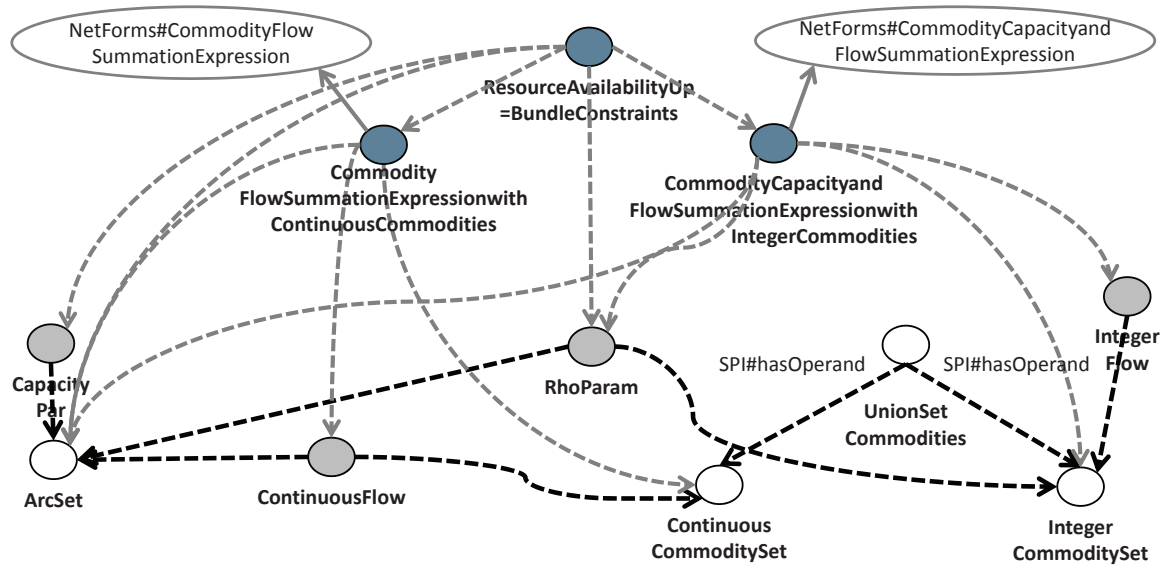 NetForms#CommodityFlow
SummationExpression
NetForms#CommodityCapacityand
FlowSummationExpression
ResourceAvailabilityUp
=BundleConstraints
Commodity
FlowSummationExpressionwith
ContinuousCommodities
CommodityCapacityand
FlowSummationExpressionwith
IntegerCommodities
Integer
Flow
Capacity
Par
RhoParam
SPI#hasOperand
SPI#hasOperand
UnionSet
Commodities
ArcSet
ContinuousFlow
Continuous
CommoditySet
Integer
CommoditySet